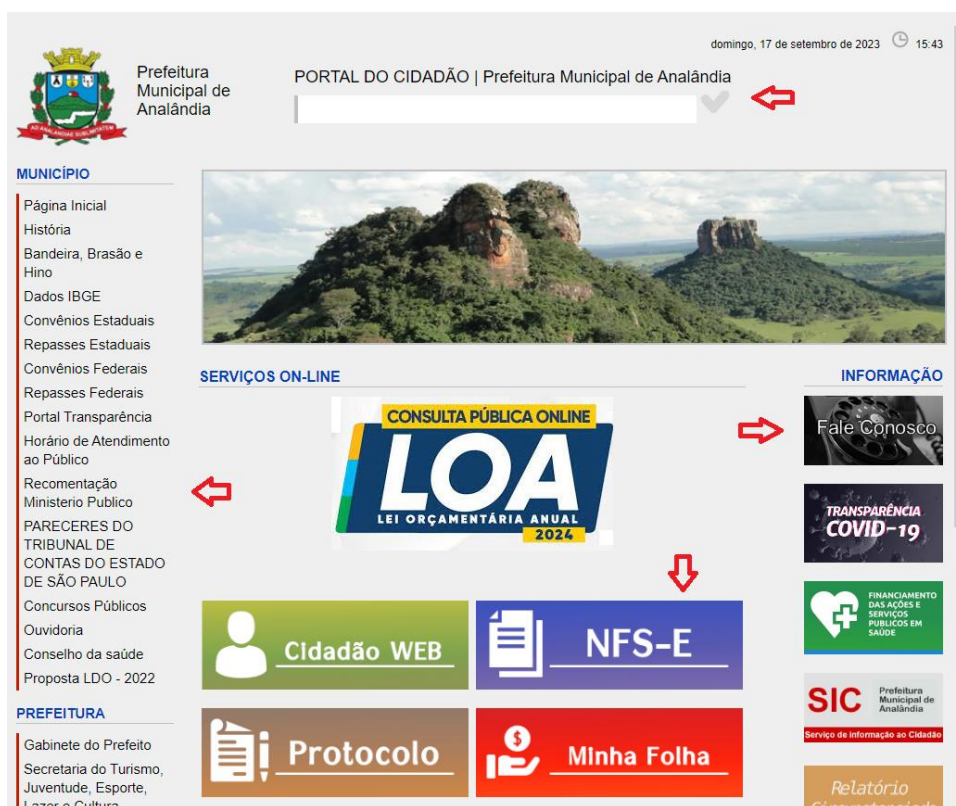 domingo, 17 de setembro de 2023 15:43
Prefeitura
Municipal de
Analândia
PORTAL DO CIDADÃO | Prefeitura Municipal de Analândia
MUNICÍPIO
Página Inicial
História
Bandeira, Brasão e
Hino
Dados IBGE
Convênios Estaduais
Repasses Estaduais
Convênios Federais
Repasses Federais
Portal Transparência
Horário de Atendimento
ao Público
Recomentação
Ministerio Publico
PARECERES DO
TRIBUNAL DE
CONTAS DO ESTADO
DE SÃO PAULO
Concursos Públicos
Ouvidoria
Conselho da saúde
Proposta LDO - 2022
PREFEITURA
Gabinete do Prefeito
Secretaria do Turismo,
Juventude, Esporte,
Lazer e Cultura
SERVIÇOS ON-LINE
CONSULTA PÚBLICA ONLINE
LOA
LEI ORÇAMENTÁRIA ANUAL
2024
Cidadão WEB
NFS-E
Protocolo
Minha Folha
INFORMAÇÃO
Fale Conosco
TRANSPARÊNCIA
COVID-19
FINANCIAMENTO
DAS AÇÕES E
SERVIÇOS
PUBLICOS EM
SAÚDE
SIC
Prefeitura
Municipal de
Analândia
Serviço de informação ao Cidadão
Relatório